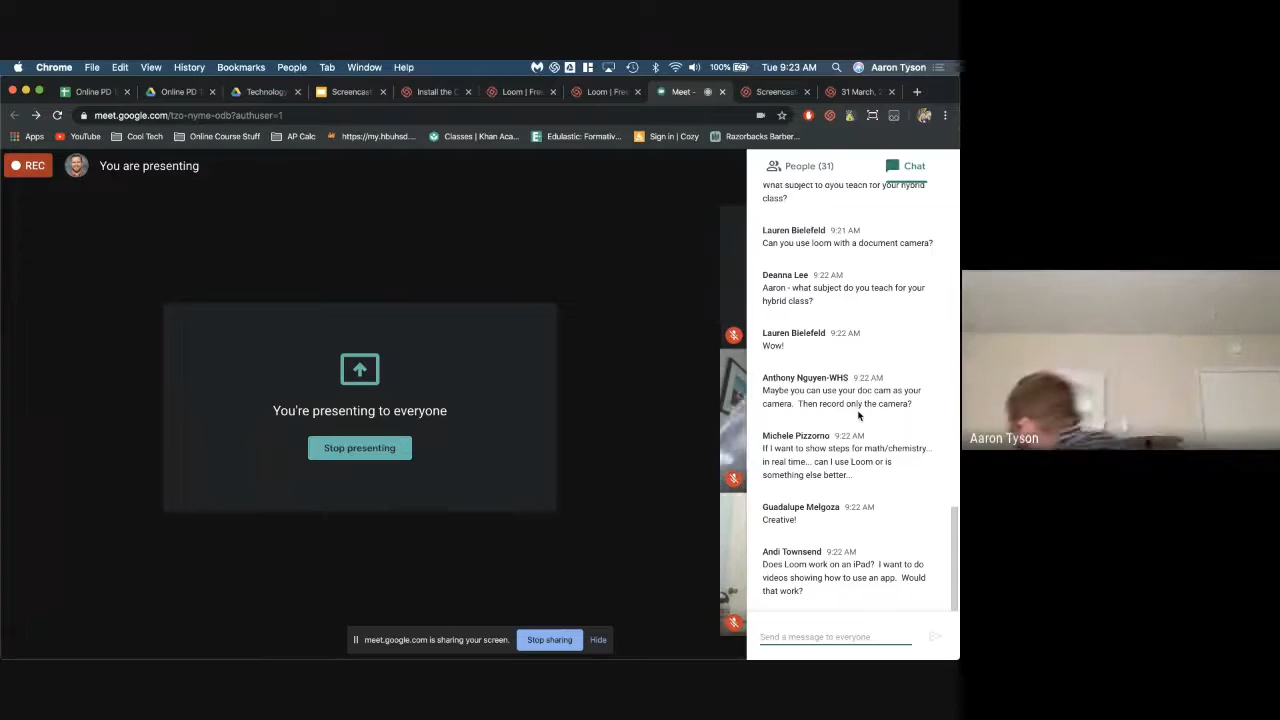 Chrome File Edit View History Bookmarks People Tab Window Help 100% Tue 9:23 AM Aaron Tyson
Online PD T Online PD T Technology Screencast Install the C Loom | Free Loom | Free Meet - Screencast 31 March, 2
meet.google.com/tzo-nyme-odb?authuser=1
Apps YouTube Cool Tech Online Course Stuff AP Calc https://my.hbuhsd... Classes | Khan Aca... Edulastic: Formativ... Sign in | Cozy Razorbacks Barber...
REC You are presenting
People (31) Chat
What subject to dyou teach for your hybrid
class?
Lauren Bielefeld 9:21 AM
Can you use loom with a document camera?
Deanna Lee 9:22 AM
Aaron - what subject do you teach for your
hybrid class?
Lauren Bielefeld 9:22 AM
Wow!
Anthony Nguyen-WHS 9:22 AM
Maybe you can use your doc cam as your
camera. Then record only the camera?
Michele Pizzorno 9:22 AM
If I want to show steps for math/chemistry...
in real time... can I use Loom or is
something else better...
Guadalupe Melgoza 9:22 AM
Creative!
Andi Townsend 9:22 AM
Does Loom work on an iPad? I want to do
videos showing how to use an app. Would
that work?
Send a message to everyone
You're presenting to everyone
Stop presenting
meet.google.com is sharing your screen. Stop sharing Hide
Aaron Tyson